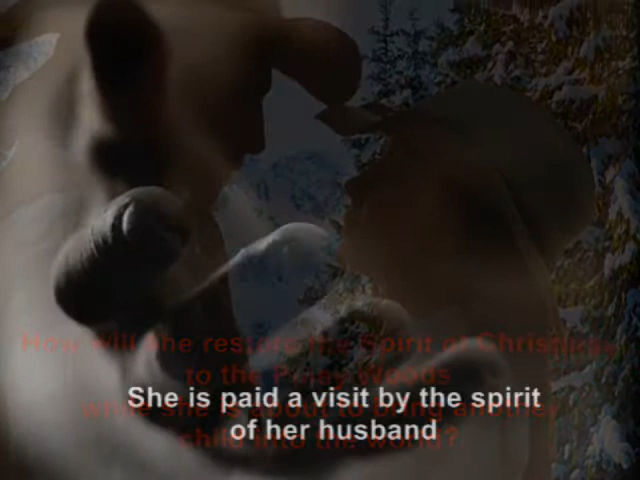 How will she restore the Spirit of Christmas
to the Piney Woods
She is paid a visit by the spirit
while she is about to bring another
of her husband
child into the world?